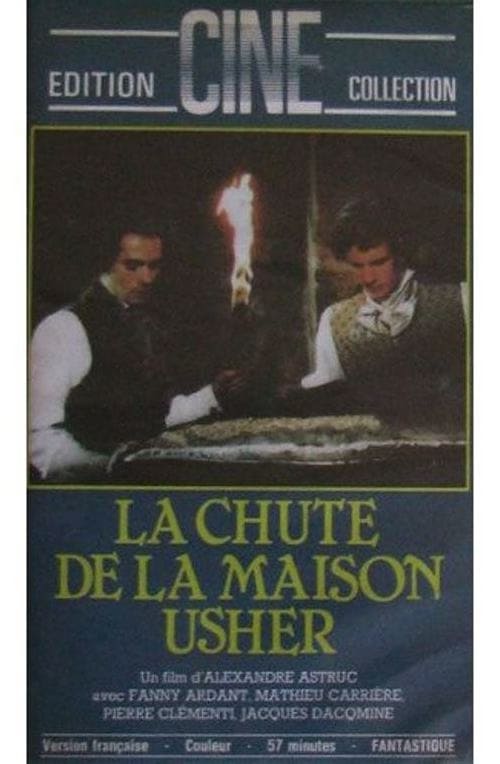 CINE
EDITION COLLECTION
LA CHUTE
DE LA MAISON
USHER
Un film d'ALEXANDRE ASTRUC
avec FANNY ARDANT, MATHIEU CARRIÈRE,
PIERRE CLÉMENTI, JACQUES DACQMINE
Version française - Couleur - 57 minutes - FANTASTIQUE